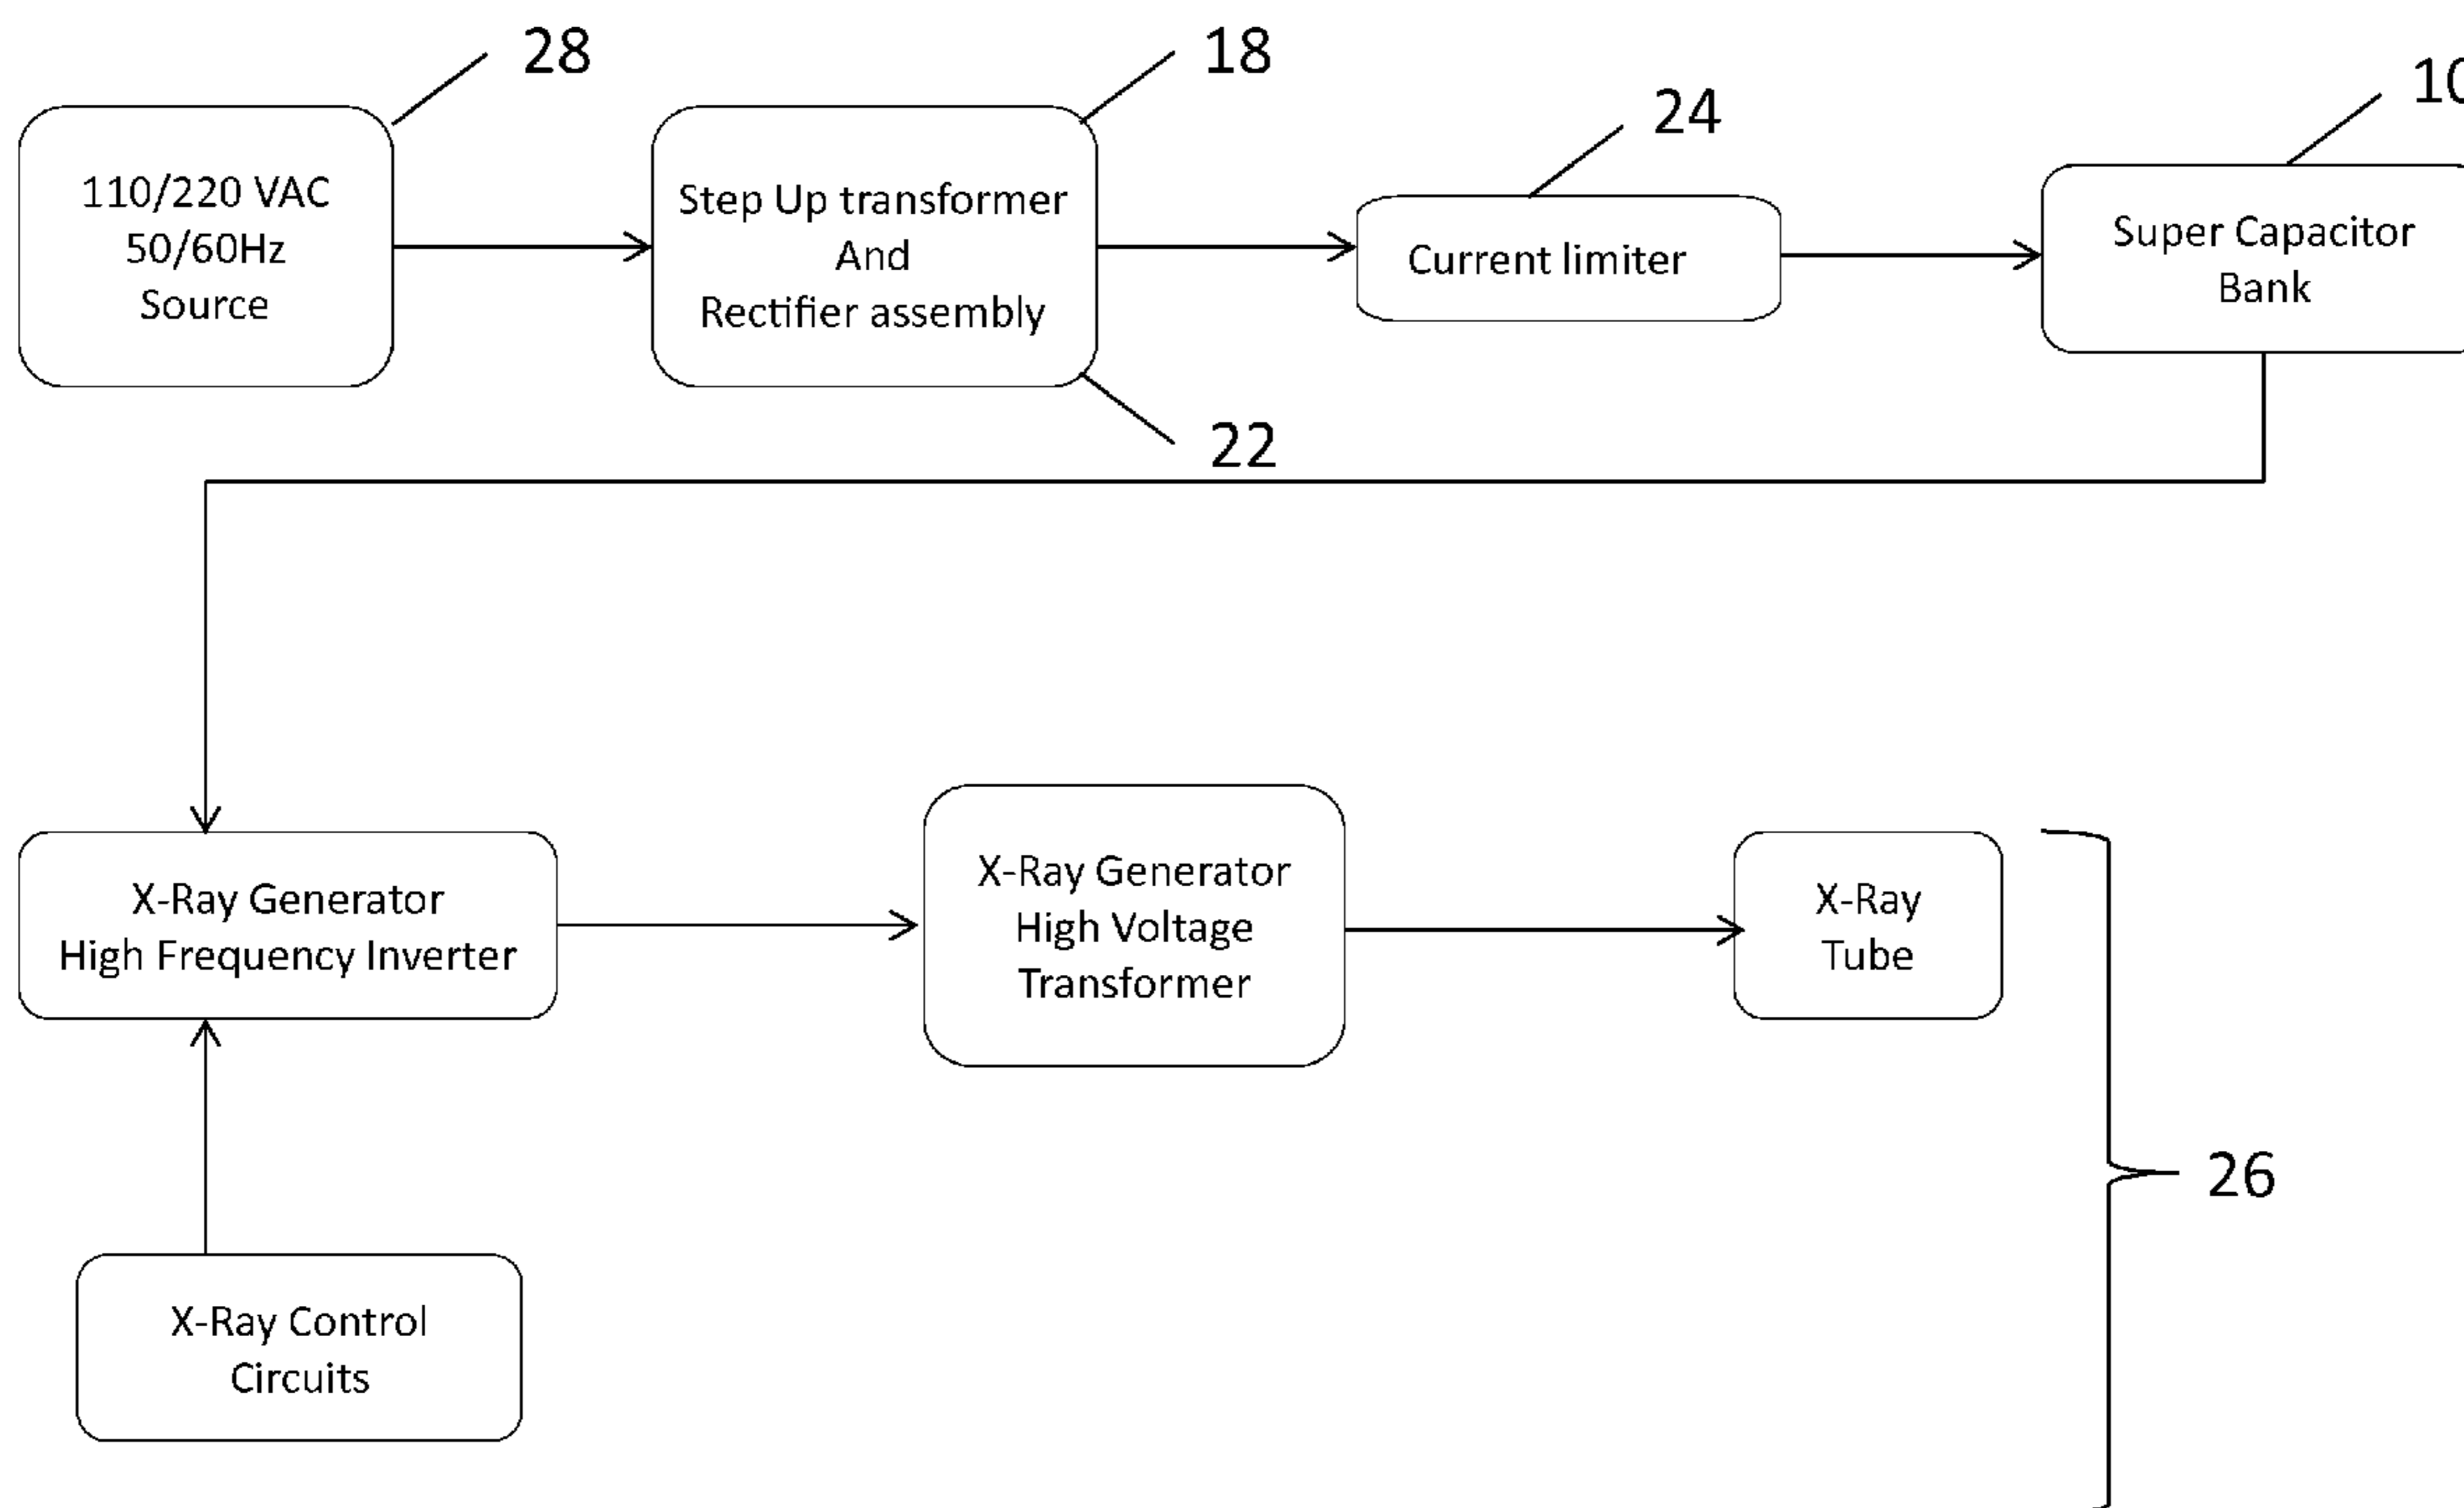 28
18
24
10
110/220 VAC
50/60Hz
Source
Step Up transformer
And
Rectifier assembly
Current limiter
Super Capacitor
Bank
22
X-Ray Generator
High Frequency Inverter
X-Ray Generator
High Voltage
Transformer
X-Ray
Tube
26
X-Ray Control
Circuits